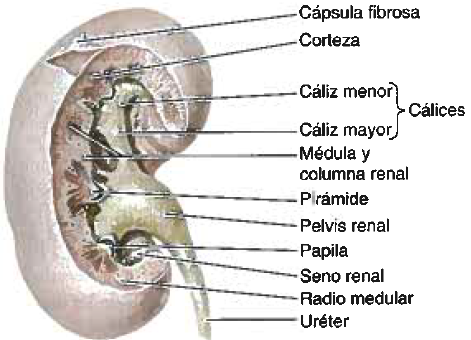 Cápsula fibrosa
Corteza
Cáliz menor
Cálices
Cáliz mayor
Médula y
columna renal
Pirámide
Pelvis renal
Papila
Seno renal
Radio medular
Uréter